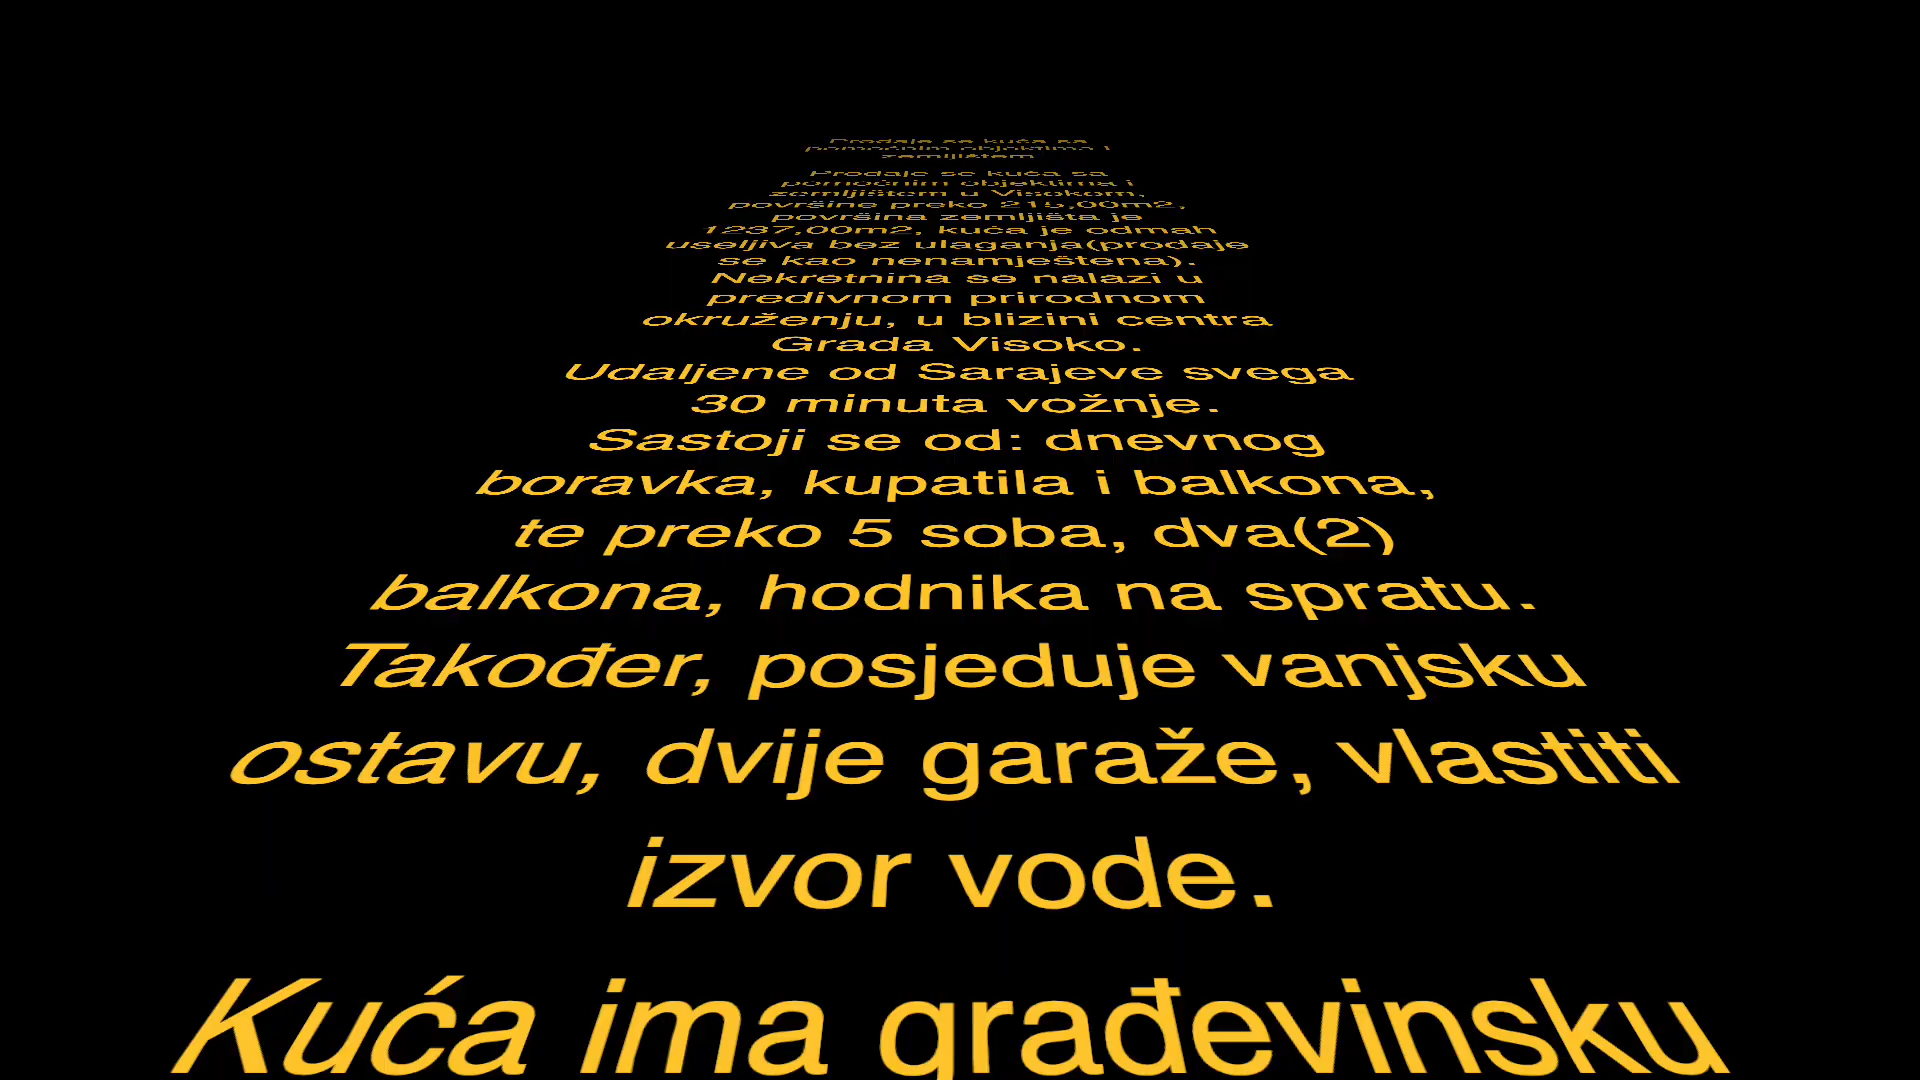 Prodaje se kuća sa
pomoćnim objektima i
zemljištem
Prodaje se kuća sa
pomoćnim objektima i
zemljištem u Visokom,
površine preko 215,00m2,
površina zemljišta je
1237,00m2, kuća je odmah
useljiva bez ulaganja(prodaje
se kao nenamještena).
Nekretnina se nalazi u
predivnom prirodnom
okruženju, u blizini centra
Grada Visoko.
Udaljene od Sarajeve svega
30 minuta vožnje.
Sastoji se od: dnevnog
boravka, kupatila i balkona,
te preko 5 soba, dva(2)
balkona, hodnika na spratu.
Također, posjeduje vanjsku
ostavu, dvije garaže, vlastiti
izvor vode.
Kuća ima građevinsku